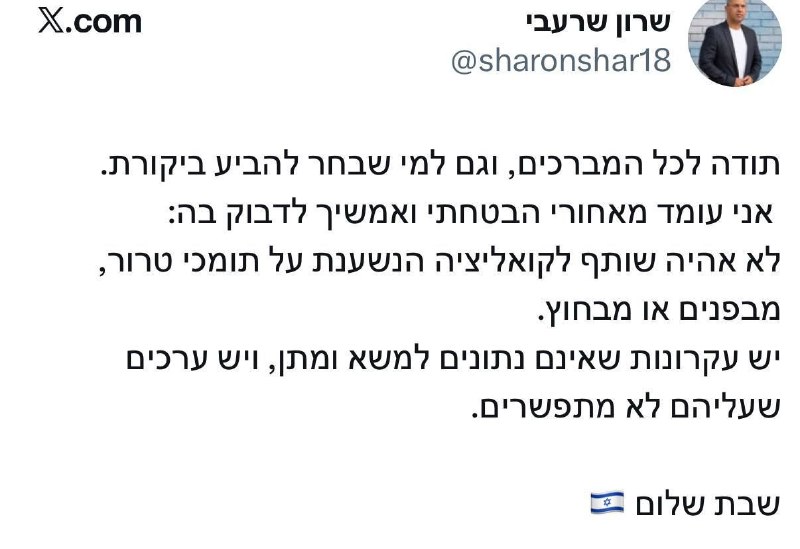 X.com
שרון שרעבי
@sharonshar18
תודה לכל המברכים, וגם למי שבחר להביע ביקורת.
אני עומד מאחורי הבטחתי ואמשיך לדבוק בה:
לא אהיה שותף לקואליציה הנשענת על תומכי טרור,
מבפנים או מבחוץ.
יש עקרונות שאינם נתונים למשא ומתן, ויש ערכים
שעליהם לא מתפשרים.
שבת שלום 🇮🇱